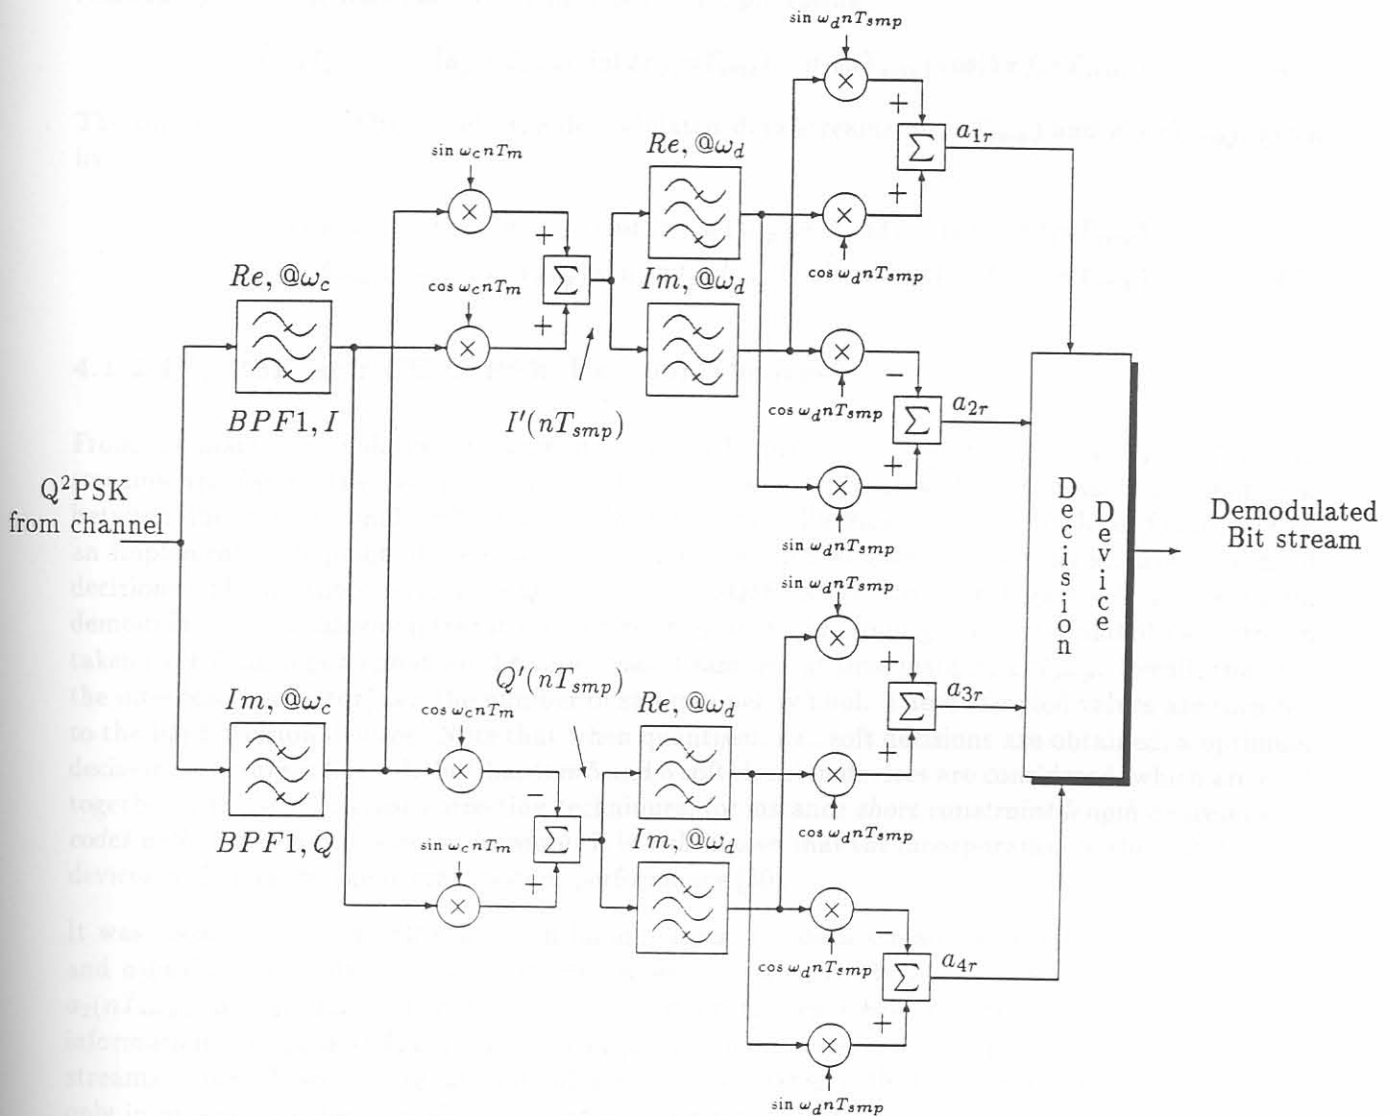 sin ω_d nT_smp
+
Σ
a_1r
+
cos ω_d nT_smp
sin ω_c nT_m
Re, @ω_d
+
Σ
+
cos ω_c nT_m
Re, @ω_c
BPF1, I
I′(nT_smp)
Im, @ω_d
cos ω_d nT_smp
−
Σ
a_2r
+
sin ω_d nT_smp
Q²PSK
from channel
Decision
Device
Demodulated
Bit stream
sin ω_d nT_smp
+
Σ
a_3r
+
cos ω_d nT_smp
Q′(nT_smp)
Re, @ω_d
Im, @ω_c
cos ω_c nT_m
BPF1, Q
−
Σ
+
sin ω_c nT_m
Im, @ω_d
cos ω_d nT_smp
−
Σ
a_4r
+
sin ω_d nT_smp